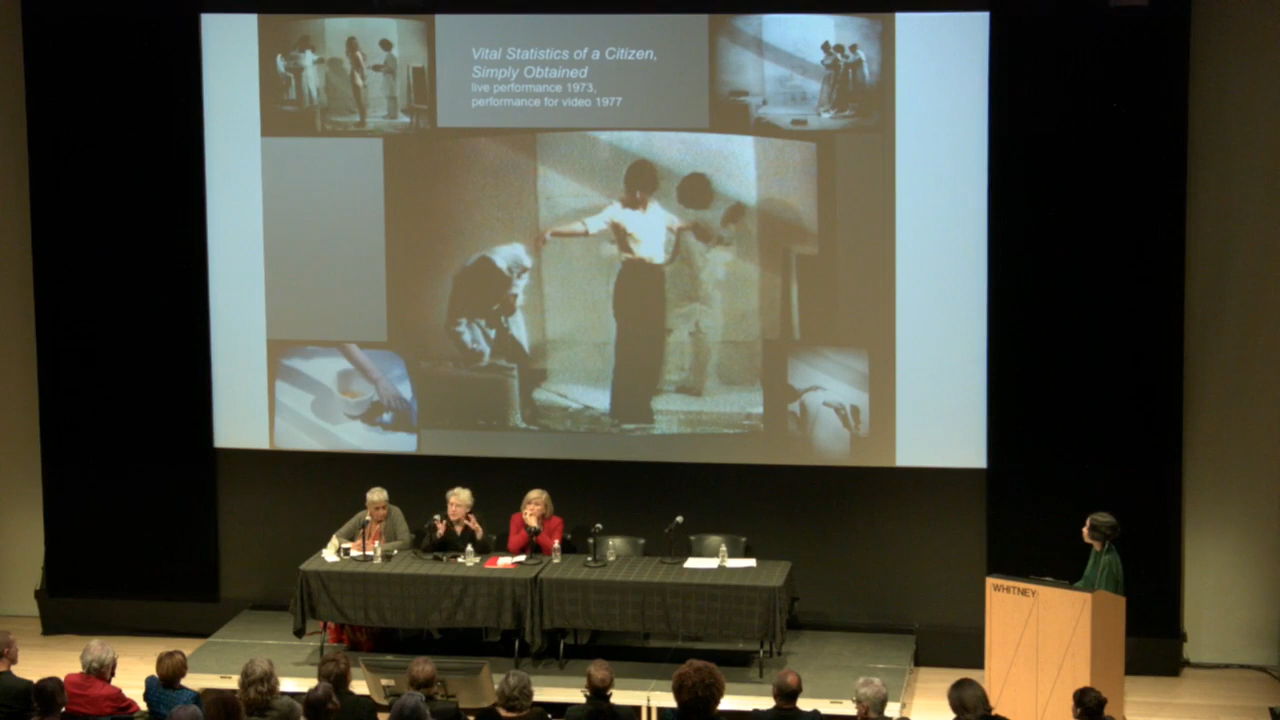 Vital Statistics of a Citizen,
Simply Obtained
live performance 1973,
performance for video 1977
WHITNEY